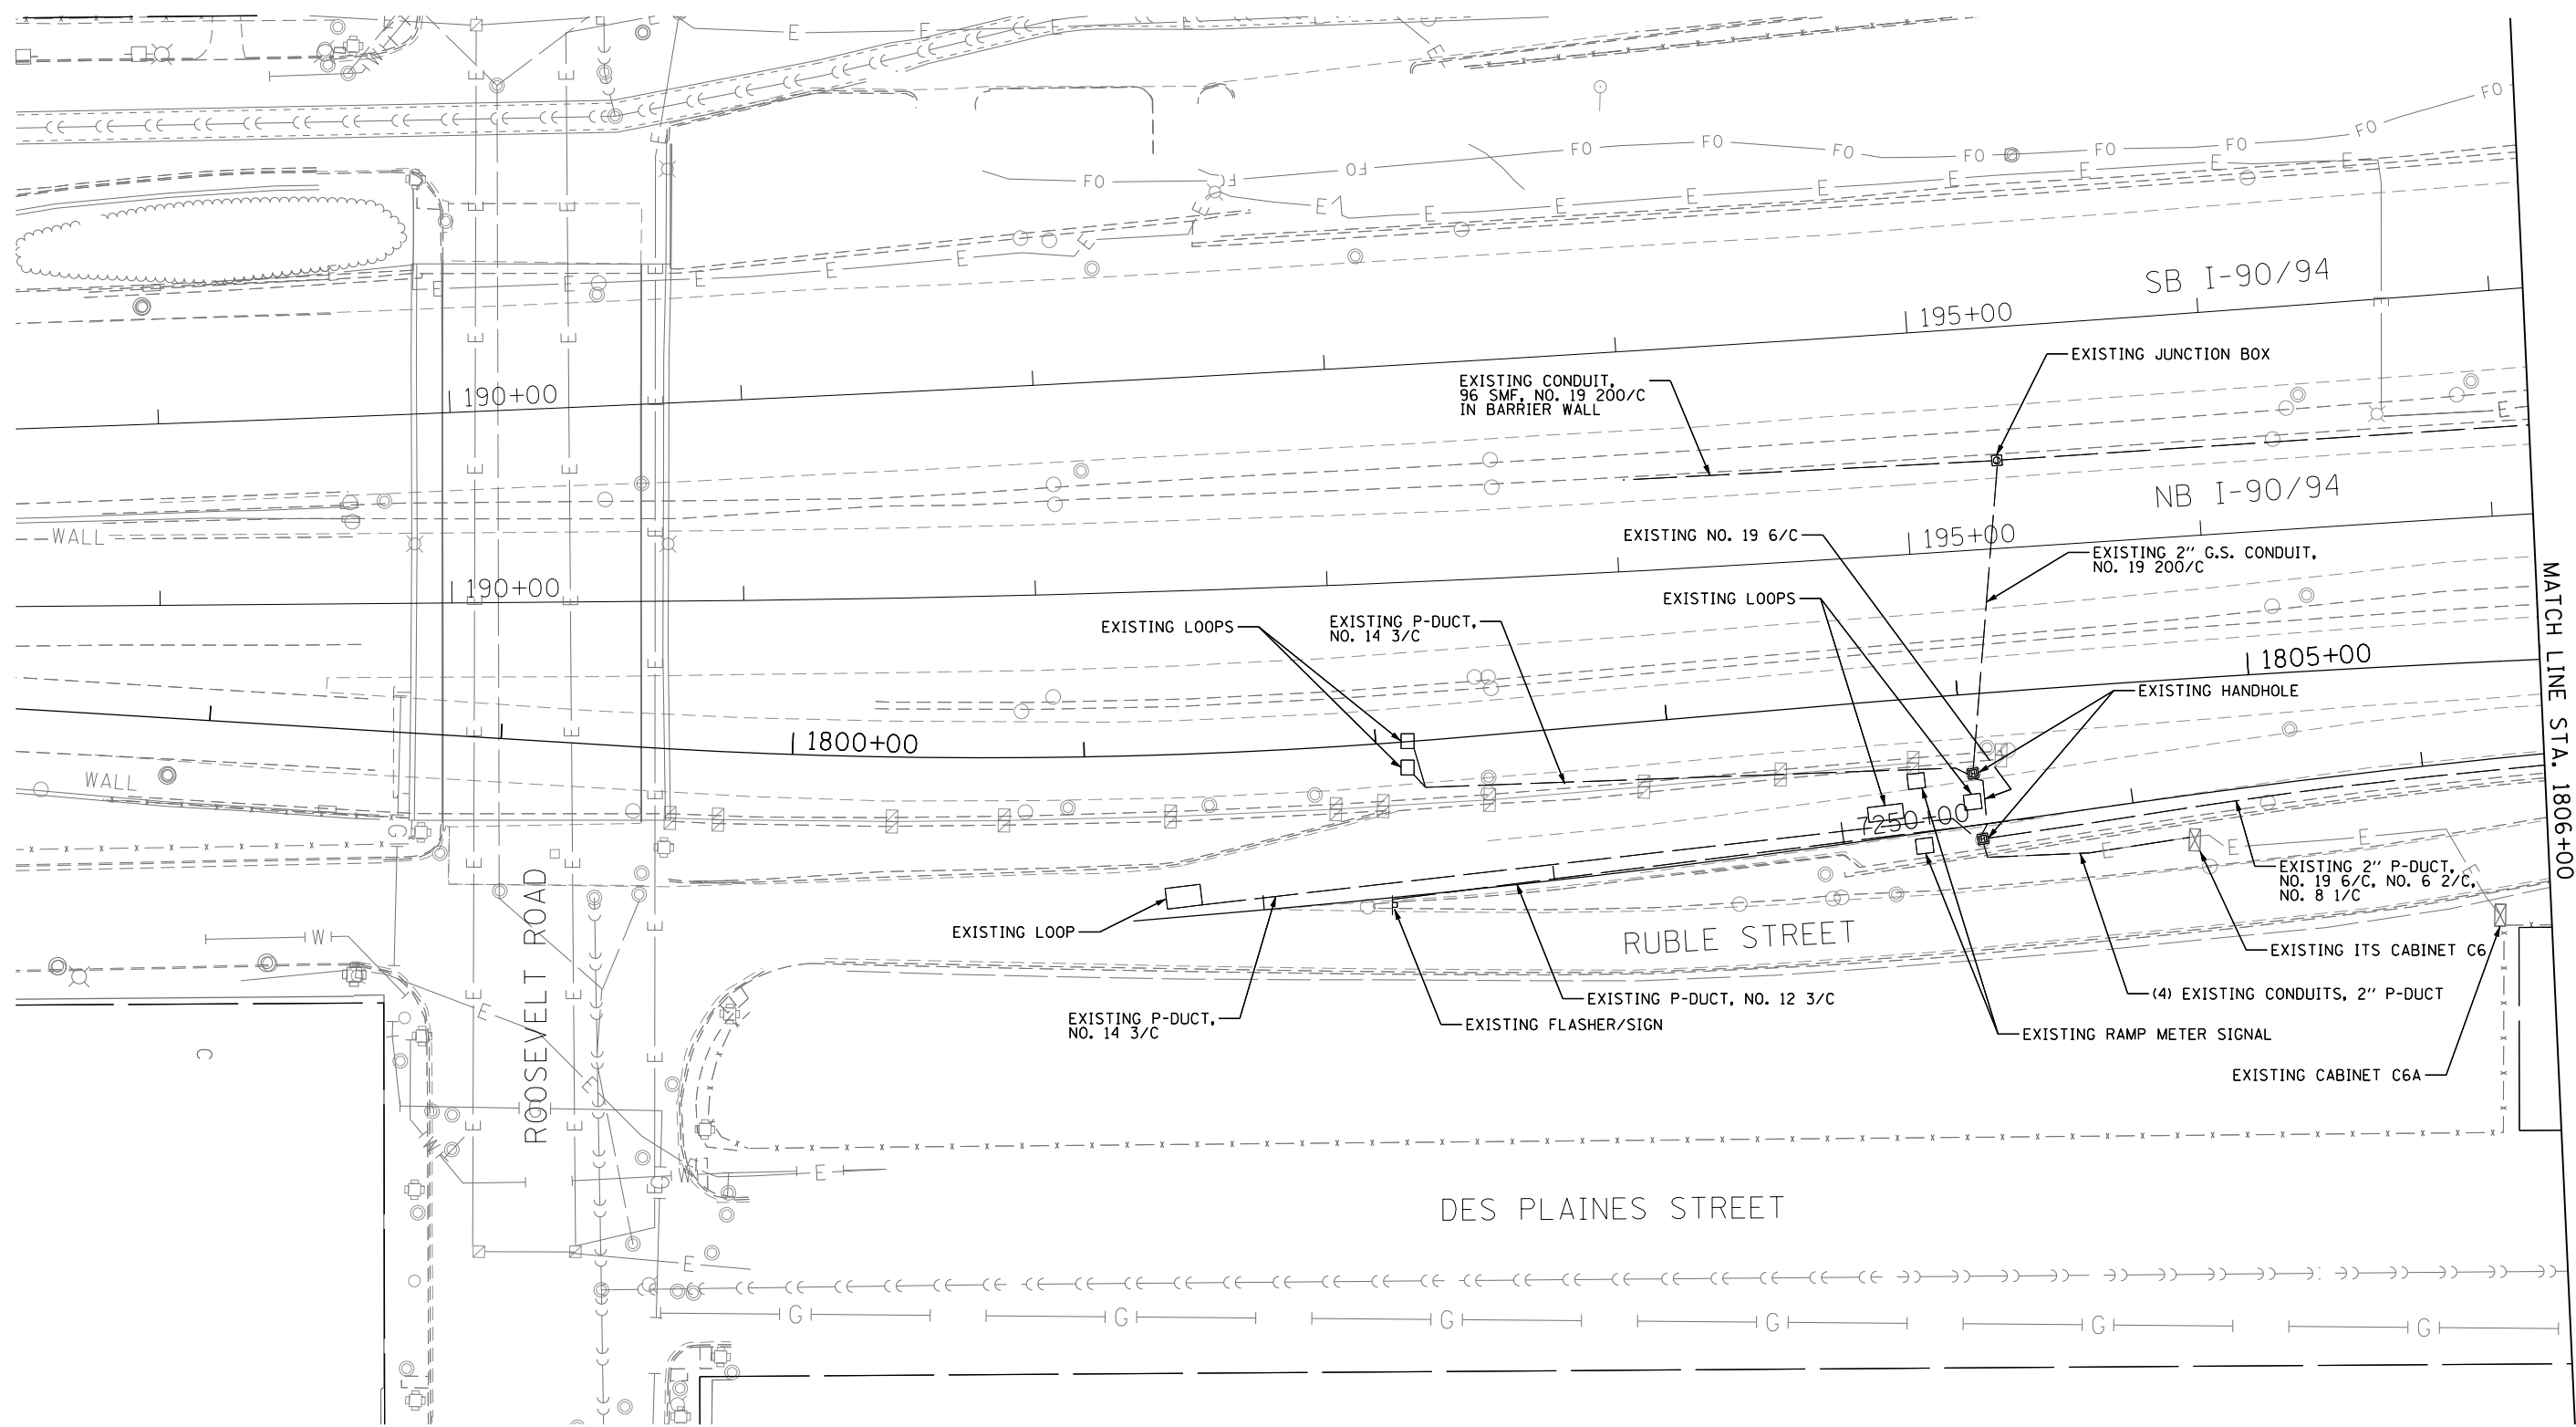 SB I-90/94
195+00
EXISTING JUNCTION BOX
EXISTING CONDUIT,
96 SMF, NO. 19 200/C
IN BARRIER WALL
190+00
NB I-90/94
195+00
EXISTING NO. 19 6/C
WALL
EXISTING 2" G.S. CONDUIT,
NO. 19 200/C
190+00
EXISTING LOOPS
EXISTING LOOPS
EXISTING P-DUCT,
NO. 14 3/C
1805+00
EXISTING HANDHOLE
MATCH LINE STA. 1806+00
1800+00
WALL
7250+00
EXISTING 2" P-DUCT,
NO. 19 6/C, NO. 6 2/C,
NO. 8 1/C
EXISTING LOOP
RUBLE STREET
EXISTING ITS CABINET C6
ROOSEVELT ROAD
EXISTING P-DUCT, NO. 12 3/C
(4) EXISTING CONDUITS, 2" P-DUCT
EXISTING P-DUCT,
NO. 14 3/C
EXISTING FLASHER/SIGN
EXISTING RAMP METER SIGNAL
EXISTING CABINET C6A
DES PLAINES STREET
E E E E E
FO FO FO FO FO FO FO FO FO
E E E E E E E E
W
G G G G G G